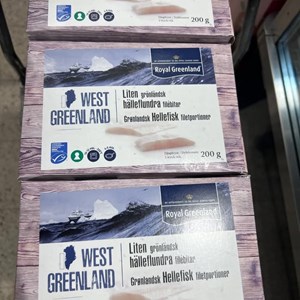 200 g
Royal Greenland
WEST
GREENLAND
Liten grönländsk
hälleflundra filébitar
Grønlandsk Hellefisk filetportioner
200 g
Royal Greenland
WEST
GREENLAND
Liten grönländsk
hälleflundra filébitar
Grønlandsk Hellefisk filetportioner